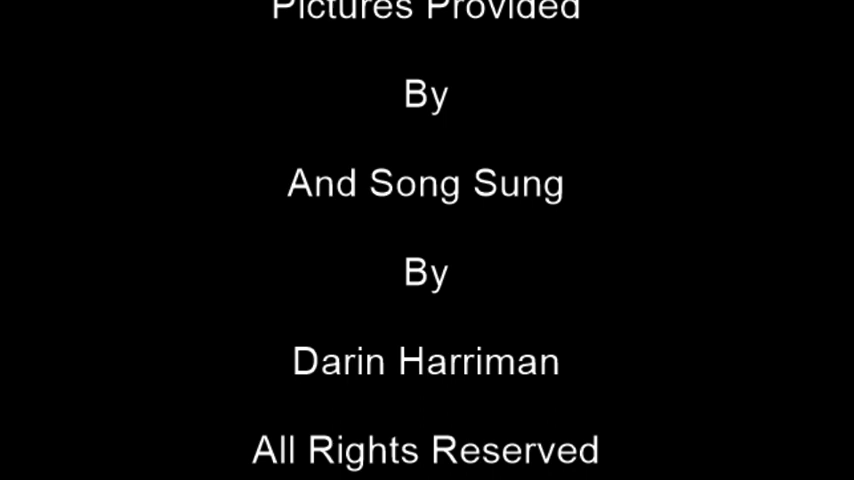 Pictures Provided
By
And Song Sung
By
Darin Harriman
All Rights Reserved